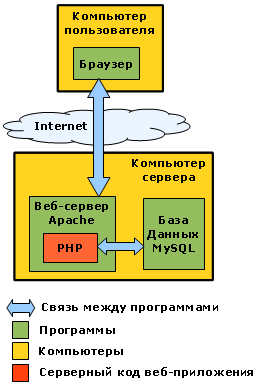 Компьютер
пользователя
Браузер
Internet
Компьютер
сервера
Веб-сервер
Apache
PHP
База
Данных
MySQL
Связь между программами
Программы
Компьютеры
Серверный код веб-приложения